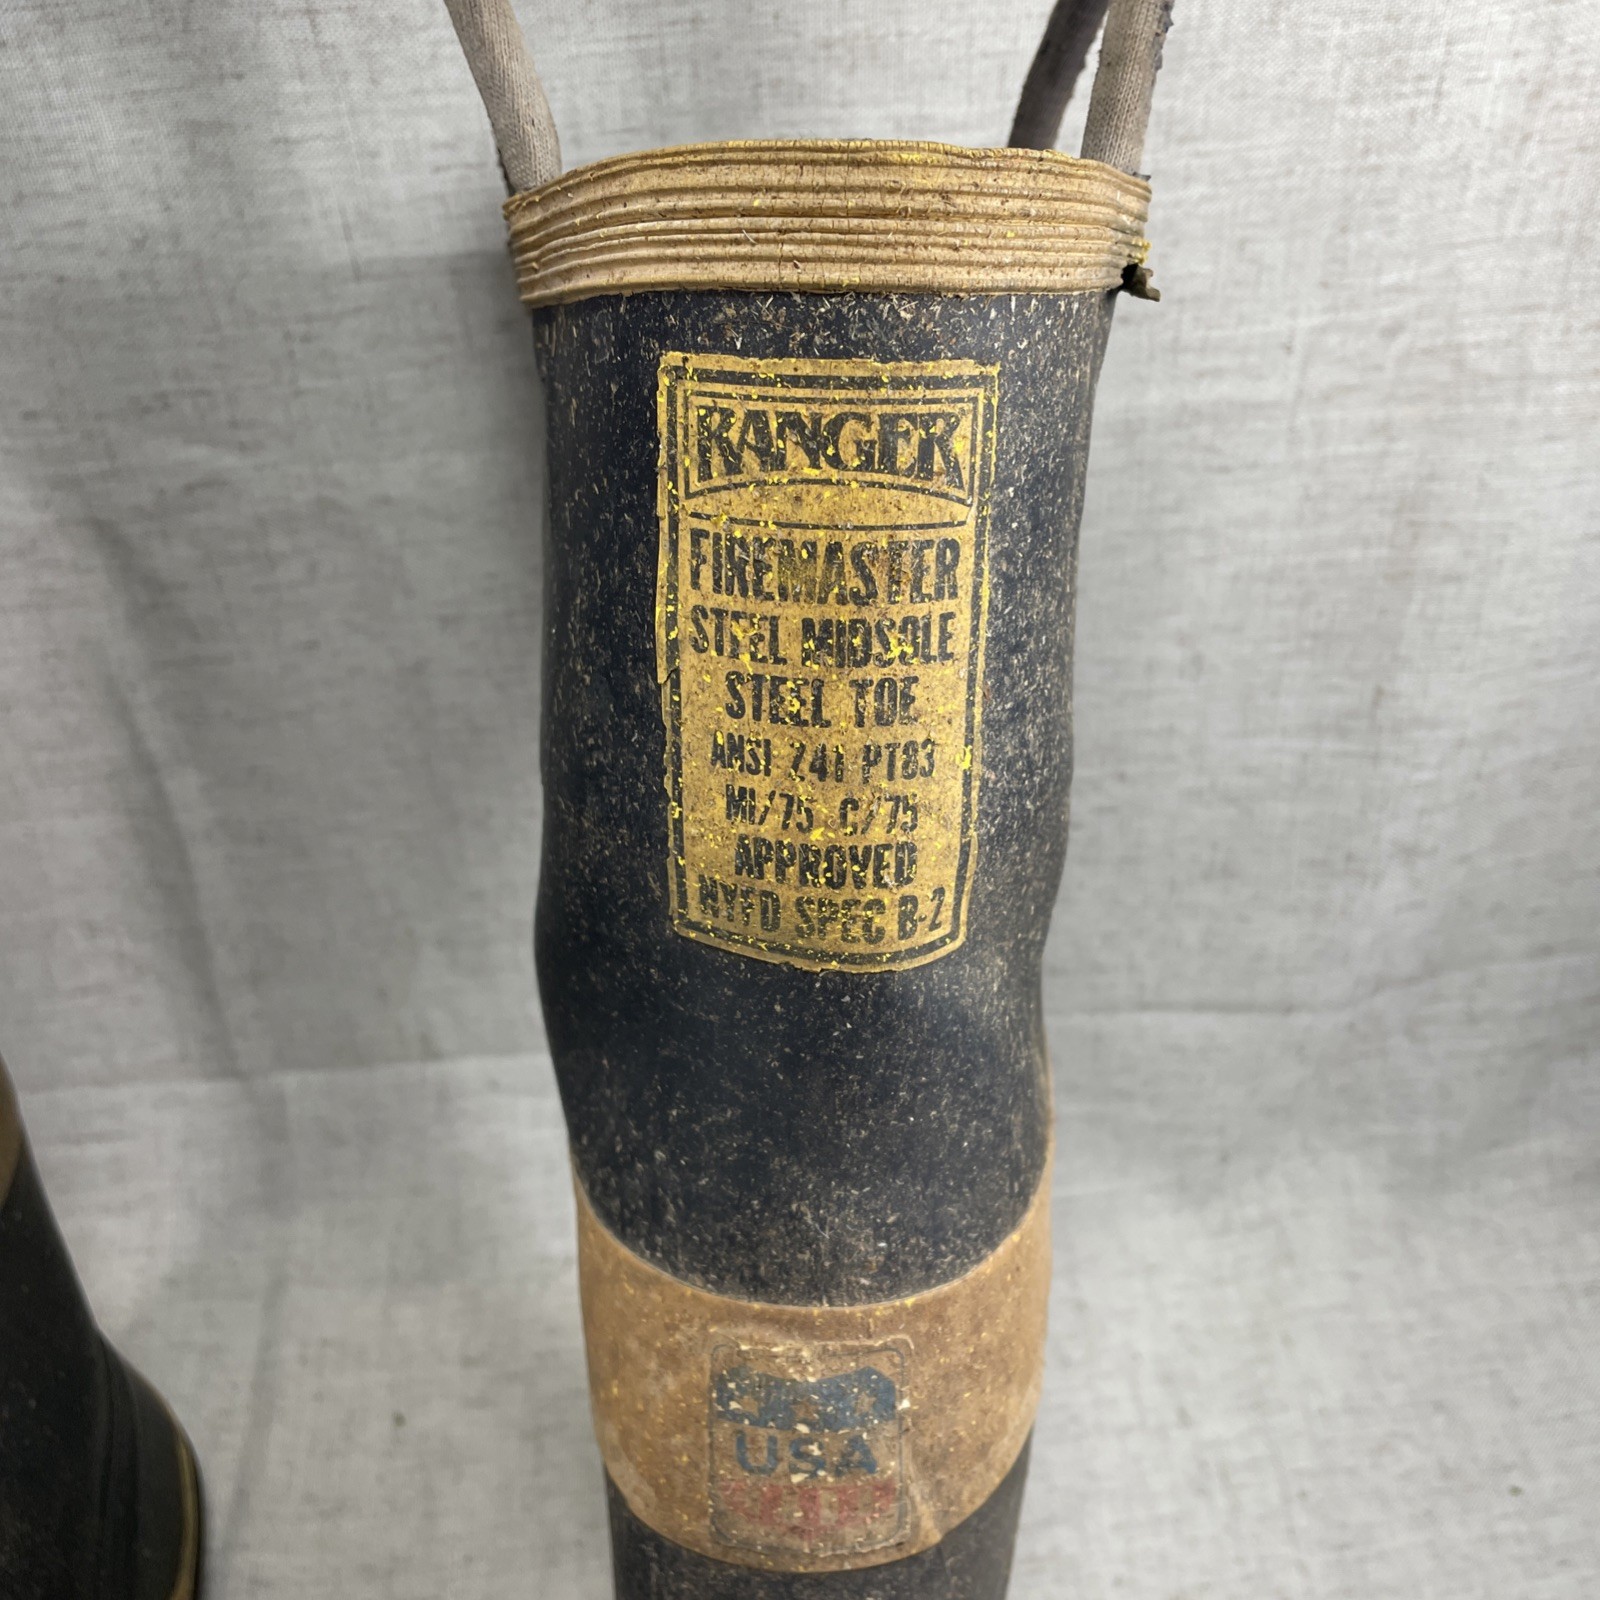 RANGER
FIREMASTER
STEEL MIDSOLE
STEEL TOE
ANSI Z41 PT83
MI/75 C/75
APPROVED
NYFD SPEC B-2
USA